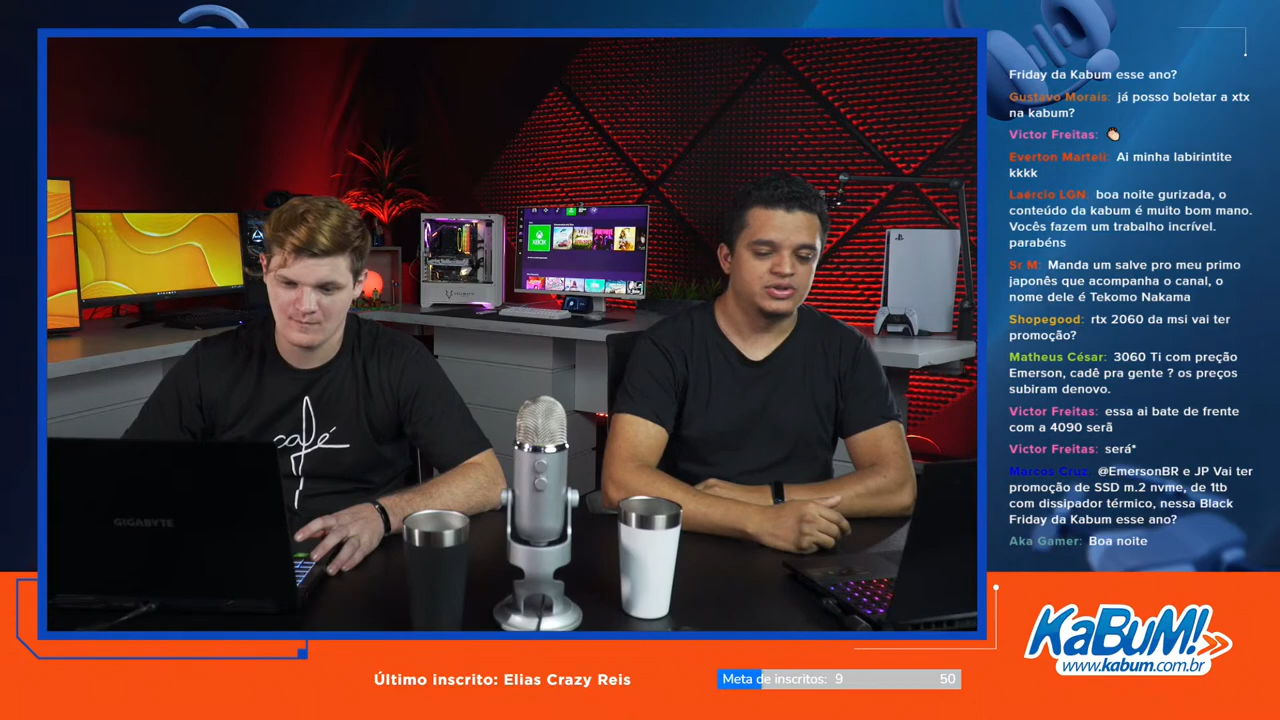 Friday da Kabum esse ano?
Gustavo Morais: já posso boletar a xtx
na kabum?
Victor Freitas:
Everton Marteli: Ai minha labirintite
kkkk
Laércio LGN: boa noite gurizada, o
conteúdo da kabum é muito bom mano.
Vocês fazem um trabalho incrível.
parabéns
Sr M: Manda um salve pro meu primo
japonês que acompanha o canal, o
nome dele é Tekomo Nakama
Shopegood: rtx 2060 da msi vai ter
promoção?
Matheus César: 3060 Ti com preção
Emerson, cadê pra gente ? os preços
subiram denovo.
Victor Freitas: essa ai bate de frente
com a 4090 serã
Victor Freitas: será*
Marcos Cruz: @EmersonBR e JP Vai ter
promoção de SSD m.2 nvme, de 1tb
com dissipador térmico, nessa Black
Friday da Kabum esse ano?
Aka Gamer: Boa noite
XBOX
FORTNITE
café
GIGABYTE
KaBuM!
www.kabum.com.br
Último inscrito: Elias Crazy Reis
Meta de inscritos: 9 50